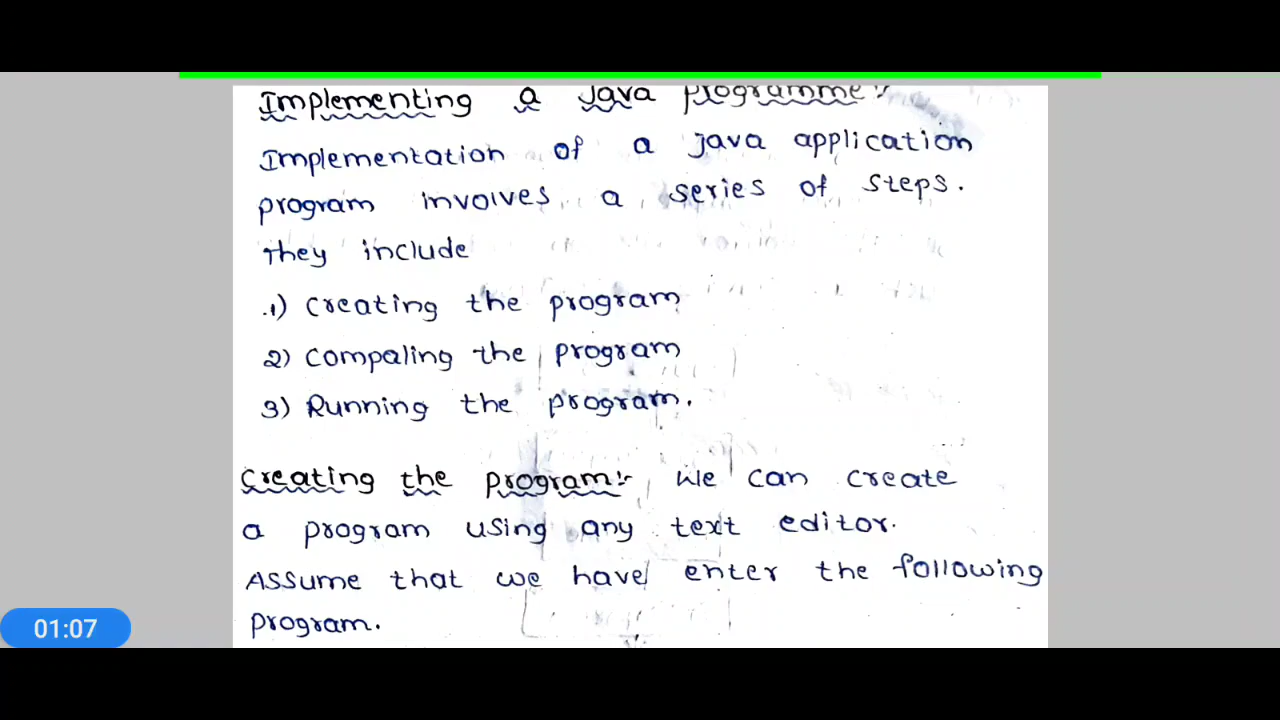 Implementing a Java programme:-
Implementation of a Java application
program involves a series of steps.
They include
1) Creating the program
2) Compaling the program
3) Running the program.
Creating the program:- We can create
a program using any text editor.
Assume that we have enter the following
program.
01:07